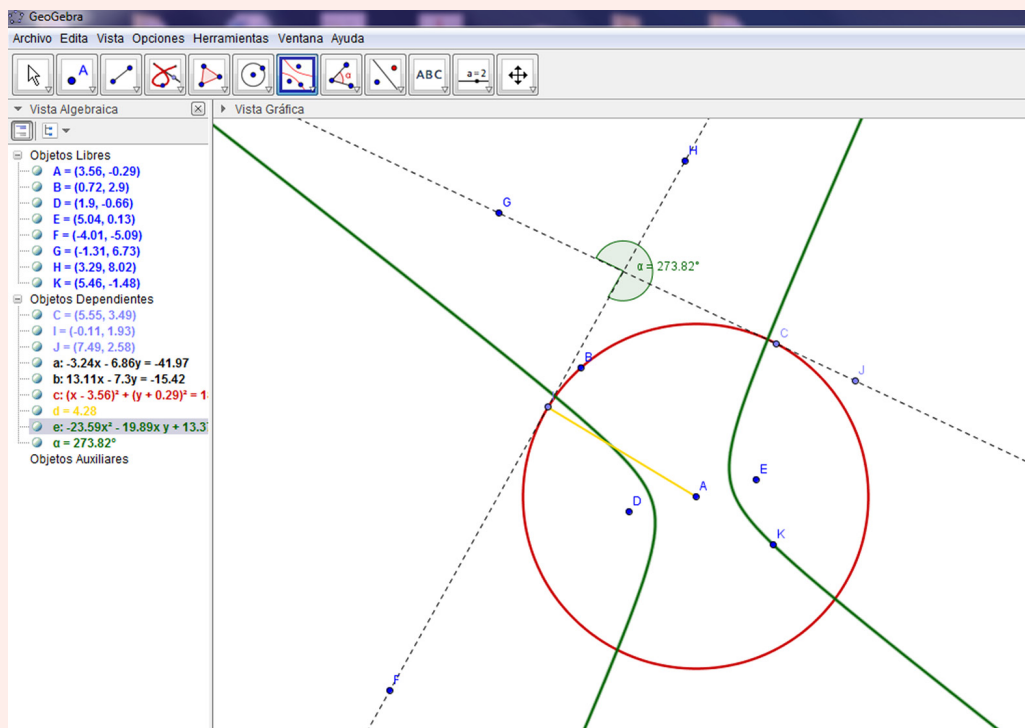 GeoGebra
Archivo Edita Vista Opciones Herramientas Ventana Ayuda
A
α
ABC
a=2
Vista Algebraica
Vista Gráfica
Objetos Libres
A = (3.56, -0.29)
B = (0.72, 2.9)
D = (1.9, -0.66)
E = (5.04, 0.13)
F = (-4.01, -5.09)
G = (-1.31, 6.73)
H = (3.29, 8.02)
K = (5.46, -1.48)
Objetos Dependientes
C = (5.55, 3.49)
I = (-0.11, 1.93)
J = (7.49, 2.58)
a: -3.24x - 6.86y = -41.97
b: 13.11x - 7.3y = -15.42
c: (x - 3.56)² + (y + 0.29)² = 1
d = 4.28
e: -23.59x² - 19.89x y + 13.3
α = 273.82°
Objetos Auxiliares
H
G
α = 273.82°
C
B
J
E
A
D
K
F